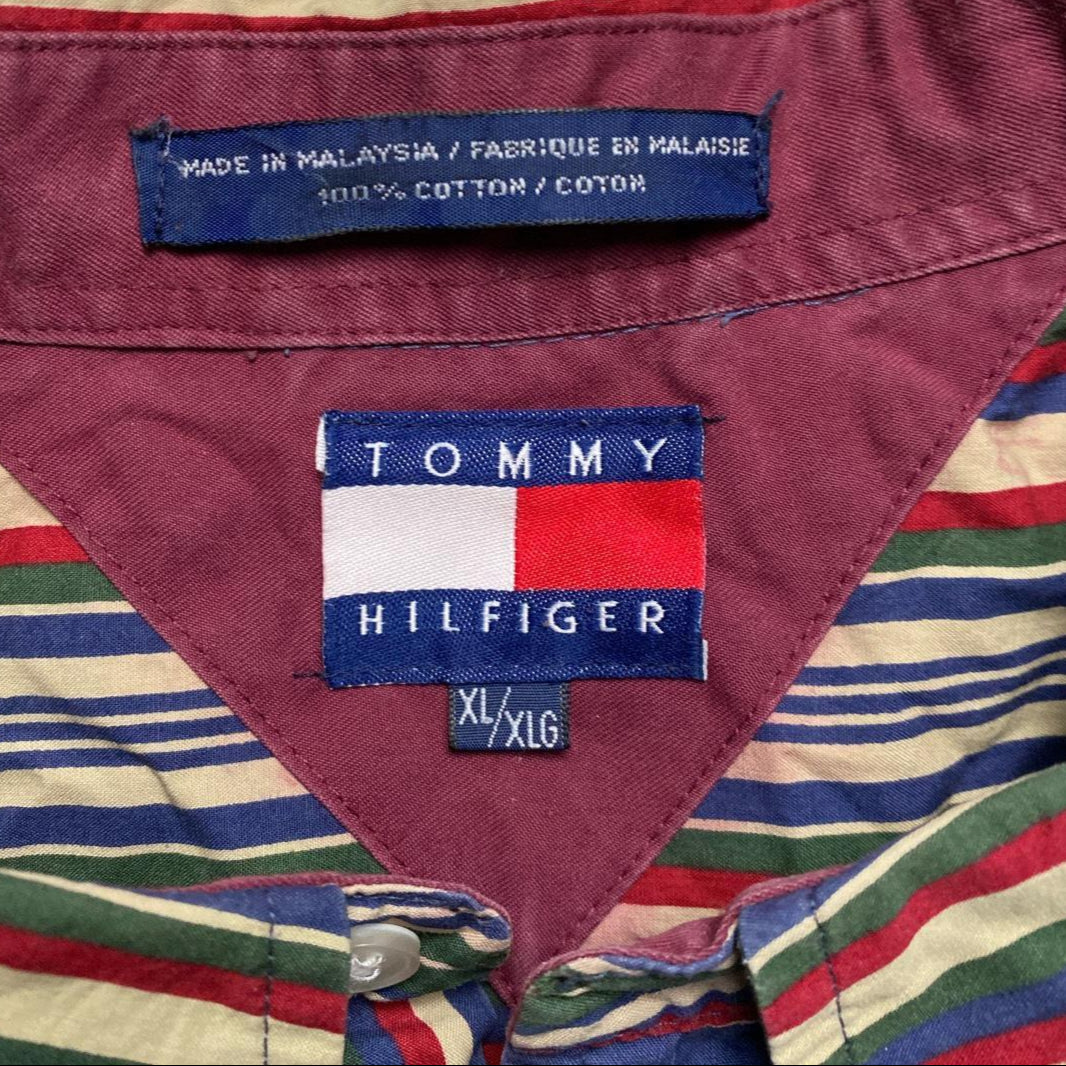 MADE IN MALAYSIA / FABRIQUE EN MALAISIE
100% COTTON / COTON
TOMMY
HILFIGER
XL/XLG